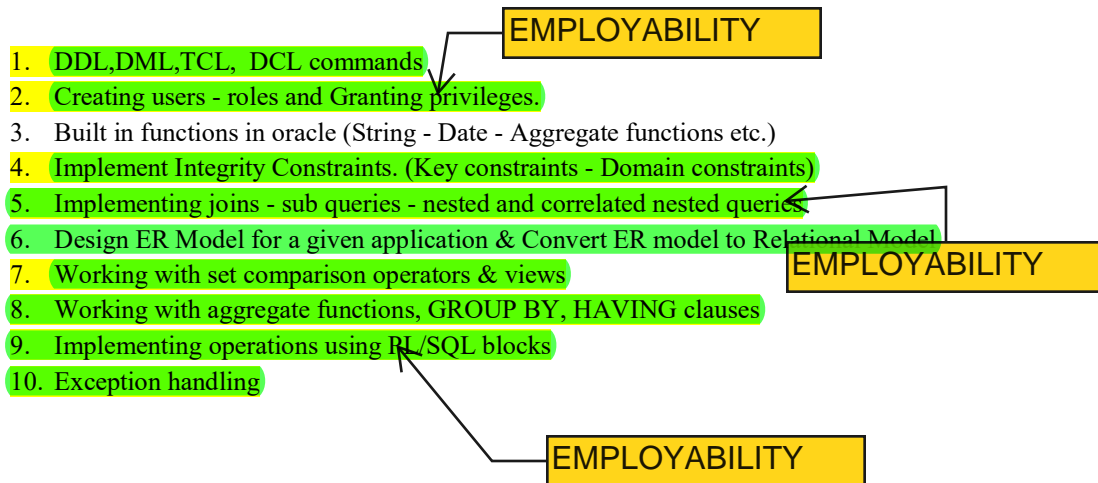 EMPLOYABILITY
1. DDL,DML,TCL, DCL commands
2. Creating users - roles and Granting privileges.
3. Built in functions in oracle (String - Date - Aggregate functions etc.)
4. Implement Integrity Constraints. (Key constraints - Domain constraints)
5. Implementing joins - sub queries - nested and correlated nested queries
6. Design ER Model for a given application & Convert ER model to Relational Model
EMPLOYABILITY
7. Working with set comparison operators & views
8. Working with aggregate functions, GROUP BY, HAVING clauses
9. Implementing operations using PL/SQL blocks
10. Exception handling
EMPLOYABILITY